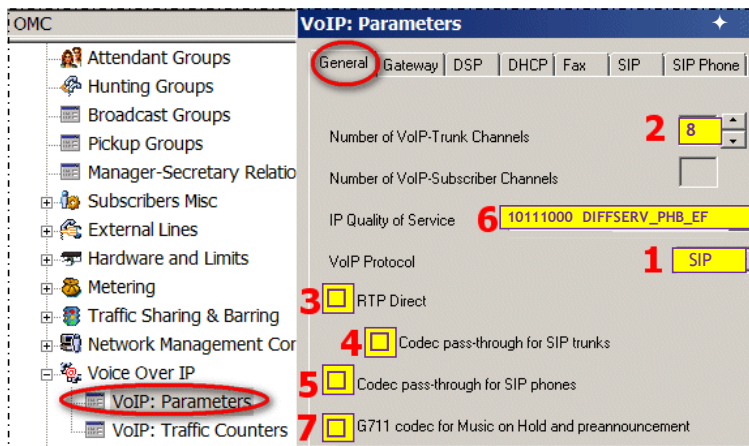 OMC
Attendant Groups
Hunting Groups
Broadcast Groups
Pickup Groups
Manager-Secretary Relatio
Subscribers Misc
External Lines
Hardware and Limits
Metering
Traffic Sharing & Barring
Network Management Cor
Voice Over IP
VoIP: Parameters
VoIP: Traffic Counters
VoIP: Parameters
General Gateway DSP DHCP Fax SIP SIP Phone
Number of VoIP-Trunk Channels 2 8
Number of VoIP-Subscriber Channels
IP Quality of Service 6 10111000 DIFFSERV_PHB_EF
VoIP Protocol 1 SIP
3 RTP Direct
4 Codec pass-through for SIP trunks
5 Codec pass-through for SIP phones
7 G711 codec for Music on Hold and preannouncement